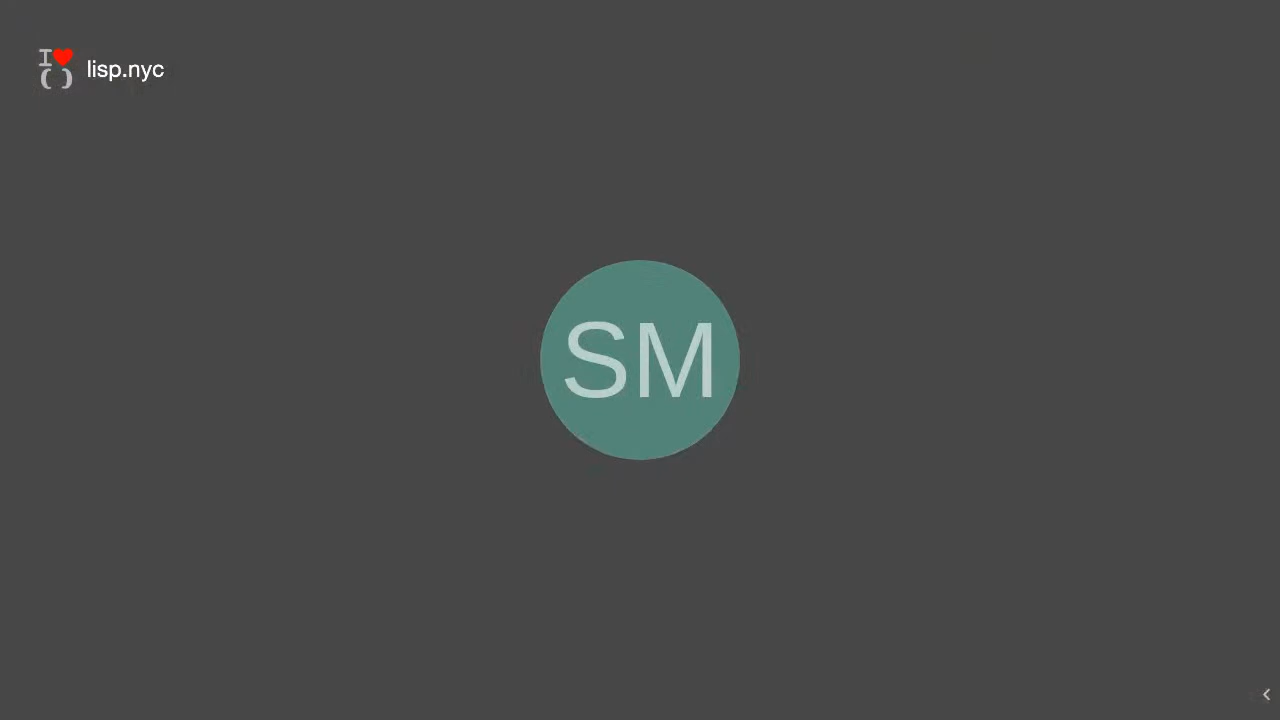 I ❤
( )
lisp.nyc
SM